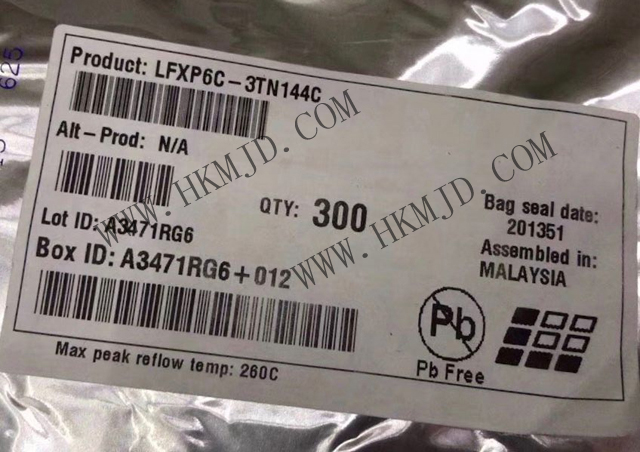 Product: LFXP6C-3TN144C
Alt-Prod: N/A
Lot ID: A3471RG6
QTY: 300
Bag seal date:
201351
Assembled in:
MALAYSIA
Box ID: A3471RG6+012
Pb
Pb Free
Max peak reflow temp: 260C
WWW.HKMJD.COM
WWW.HKMJD.COM
625